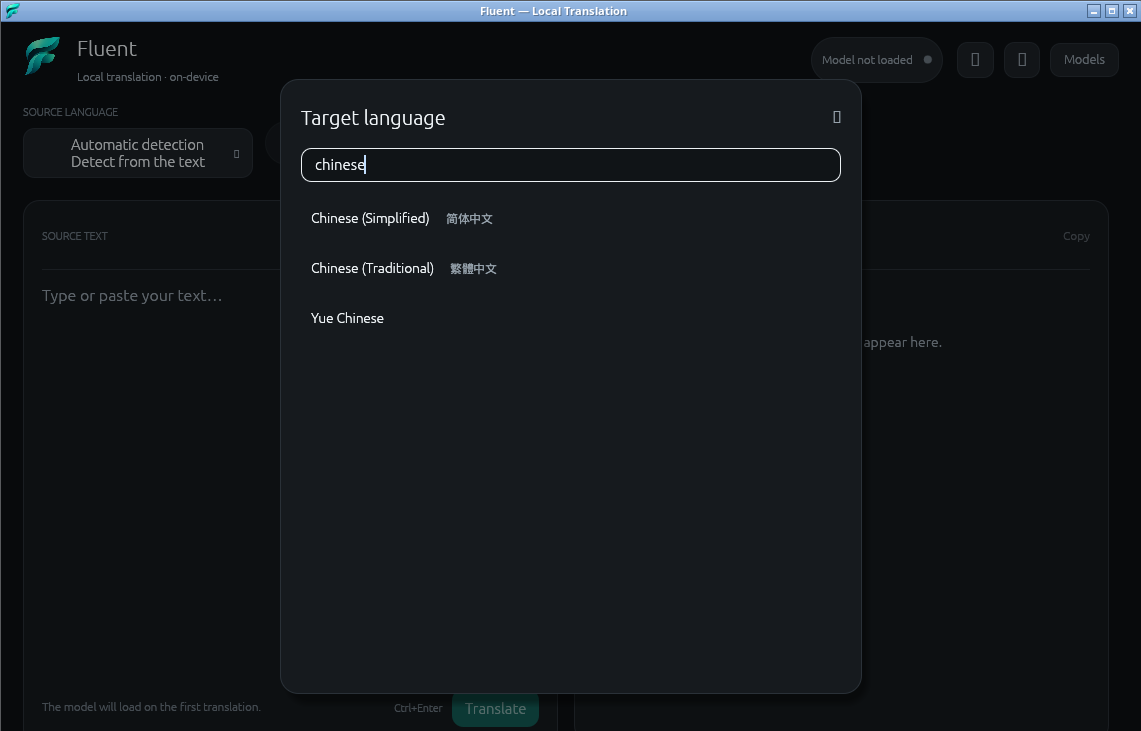 Fluent — Local Translation
Fluent
Local translation · on-device
Model not loaded
Models
SOURCE LANGUAGE
Automatic detection
Detect from the text
Target language
chinese
Chinese (Simplified) 简体中文
Chinese (Traditional) 繁體中文
Yue Chinese
SOURCE TEXT
Copy
Type or paste your text…
appear here.
The model will load on the first translation.
Ctrl+Enter
Translate